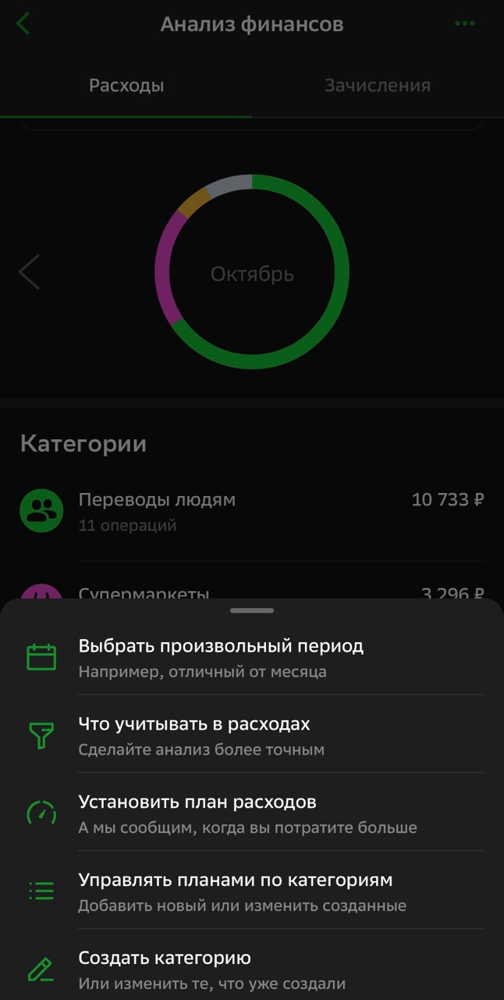 Анализ финансов
Расходы
Зачисления
Октябрь
Категории
Переводы людям
10 733 ₽
11 операций
Супермаркеты
3 296 ₽
Выбрать произвольный период
Например, отличный от месяца
Что учитывать в расходах
Сделайте анализ более точным
Установить план расходов
А мы сообщим, когда вы потратите больше
Управлять планами по категориям
Добавить новый или изменить созданные
Создать категорию
Или изменить те, что уже создали